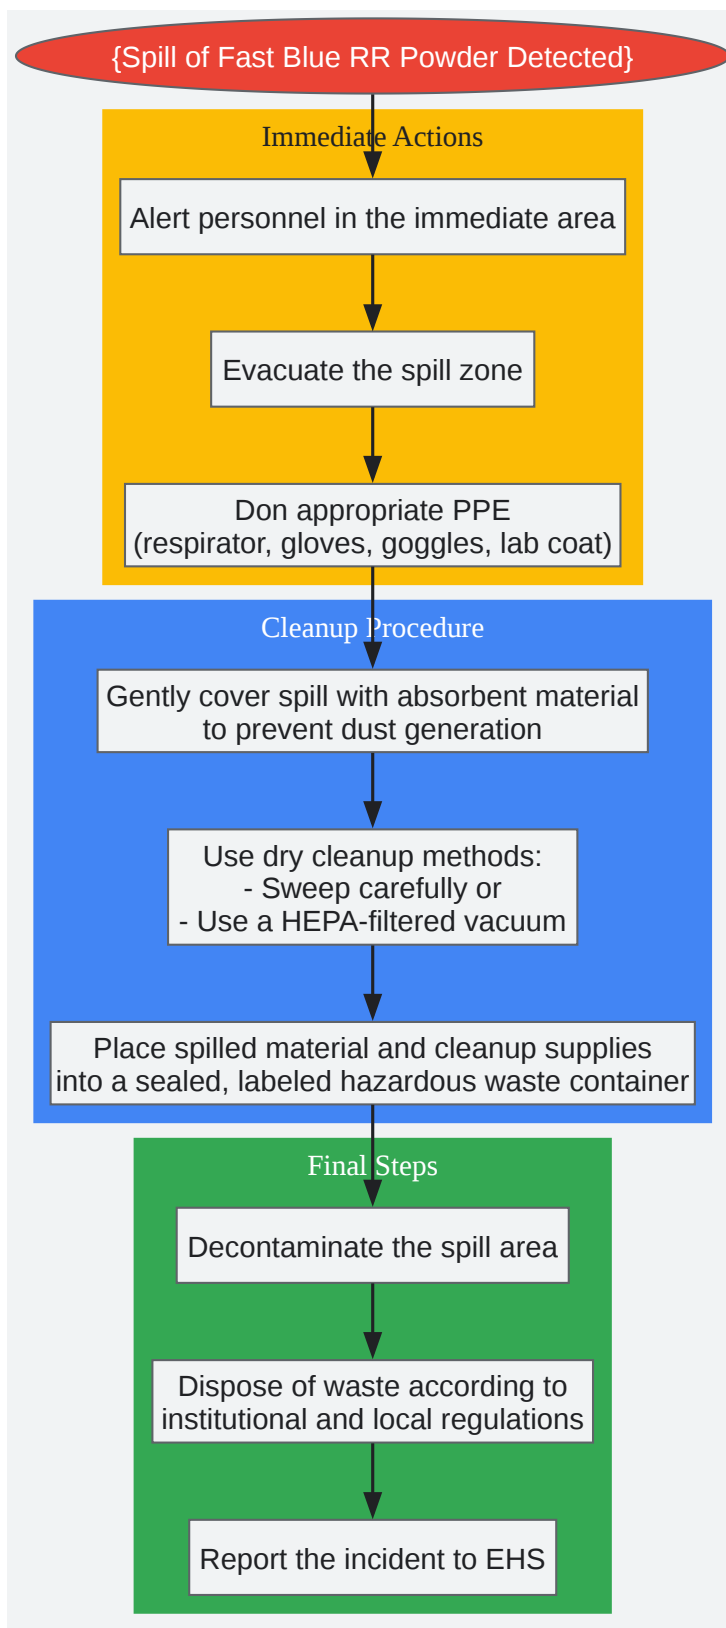 {Spill of Fast Blue RR Powder Detected}
Immediate Actions
Alert personnel in the immediate area
Evacuate the spill zone
Don appropriate PPE
(respirator, gloves, goggles, lab coat)
Cleanup Procedure
Gently cover spill with absorbent material
to prevent dust generation
Use dry cleanup methods:
- Sweep carefully or
- Use a HEPA-filtered vacuum
Place spilled material and cleanup supplies
into a sealed, labeled hazardous waste container
Final Steps
Decontaminate the spill area
Dispose of waste according to
institutional and local regulations
Report the incident to EHS